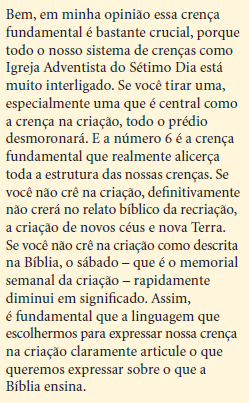 Bem, em minha opinião essa crença
fundamental é bastante crucial, porque
todo o nosso sistema de crenças como
Igreja Adventista do Sétimo Dia está
muito interligado. Se você tirar uma,
especialmente uma que é central como
a crença na criação, todo o prédio
desmoronará. E a número 6 é a crença
fundamental que realmente alicerça
toda a estrutura das nossas crenças. Se
você não crê na criação, definitivamente
não crerá no relato bíblico da recriação,
a criação de novos céus e nova Terra.
Se você não crê na criação como descrita
na Bíblia, o sábado – que é o memorial
semanal da criação – rapidamente
diminui em significado. Assim,
é fundamental que a linguagem que
escolhermos para expressar nossa crença
na criação claramente articule o que
queremos expressar sobre o que a
Bíblia ensina.